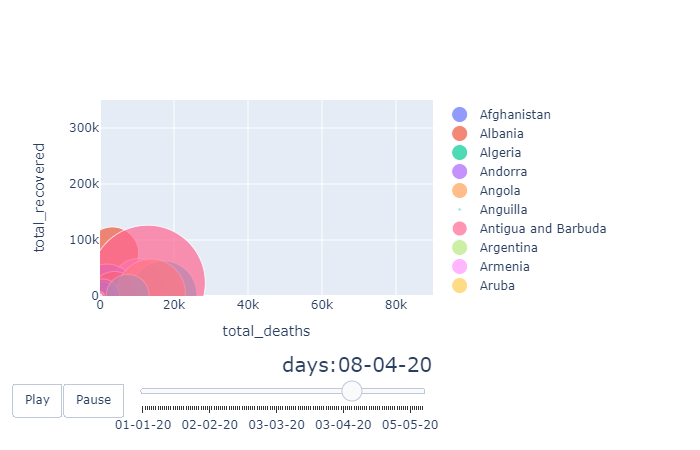 300k
200k
100k
0
total_recovered
0 20k 40k 60k 80k
total_deaths
Afghanistan
Albania
Algeria
Andorra
Angola
Anguilla
Antigua and Barbuda
Argentina
Armenia
Aruba
days:08-04-20
Play Pause
01-01-20 02-02-20 03-03-20 03-04-20 05-05-20